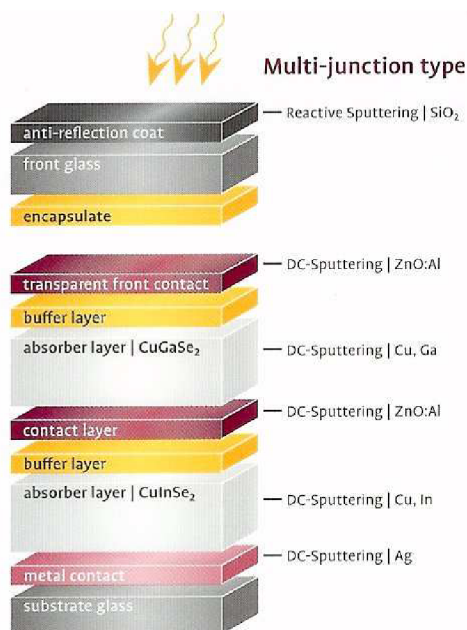 Multi-junction type
anti-reflection coat
Reactive Sputtering | SiO₂
front glass
encapsulate
transparent front contact
DC-Sputtering | ZnO:Al
buffer layer
absorber layer | CuGaSe₂
DC-Sputtering | Cu, Ga
contact layer
DC-Sputtering | ZnO:Al
buffer layer
absorber layer | CuInSe₂
DC-Sputtering | Cu, In
metal contact
DC-Sputtering | Ag
substrate glass